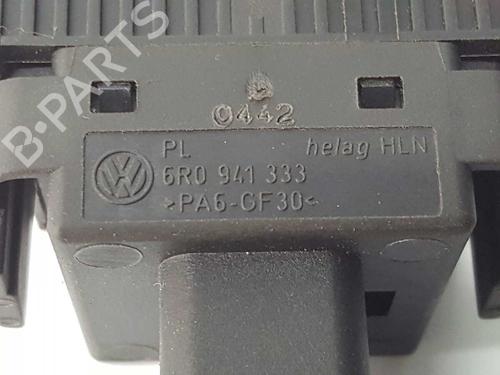 B-PARTS
0442
PL helag HLN
6R0 941 333
>PA6-GF30<